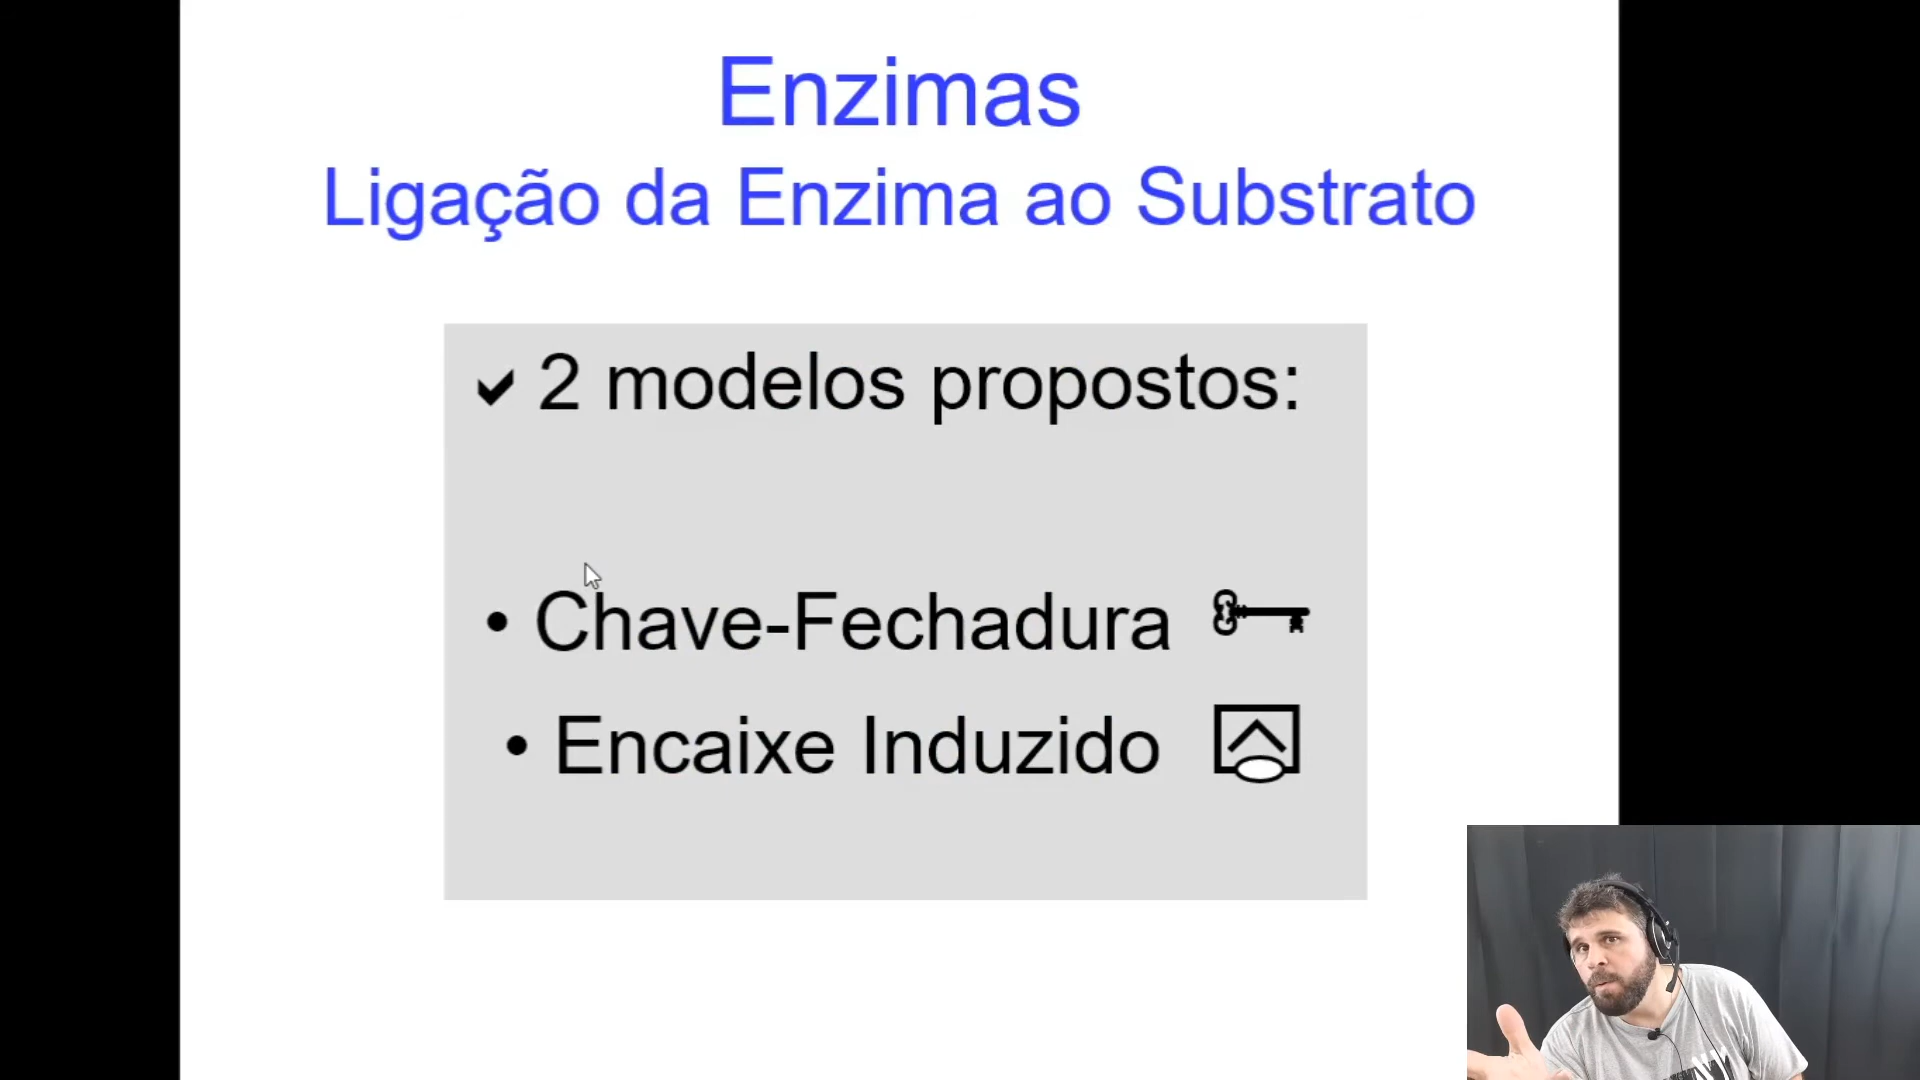 Enzimas
Ligação da Enzima ao Substrato
✓ 2 modelos propostos:
• Chave-Fechadura
• Encaixe Induzido